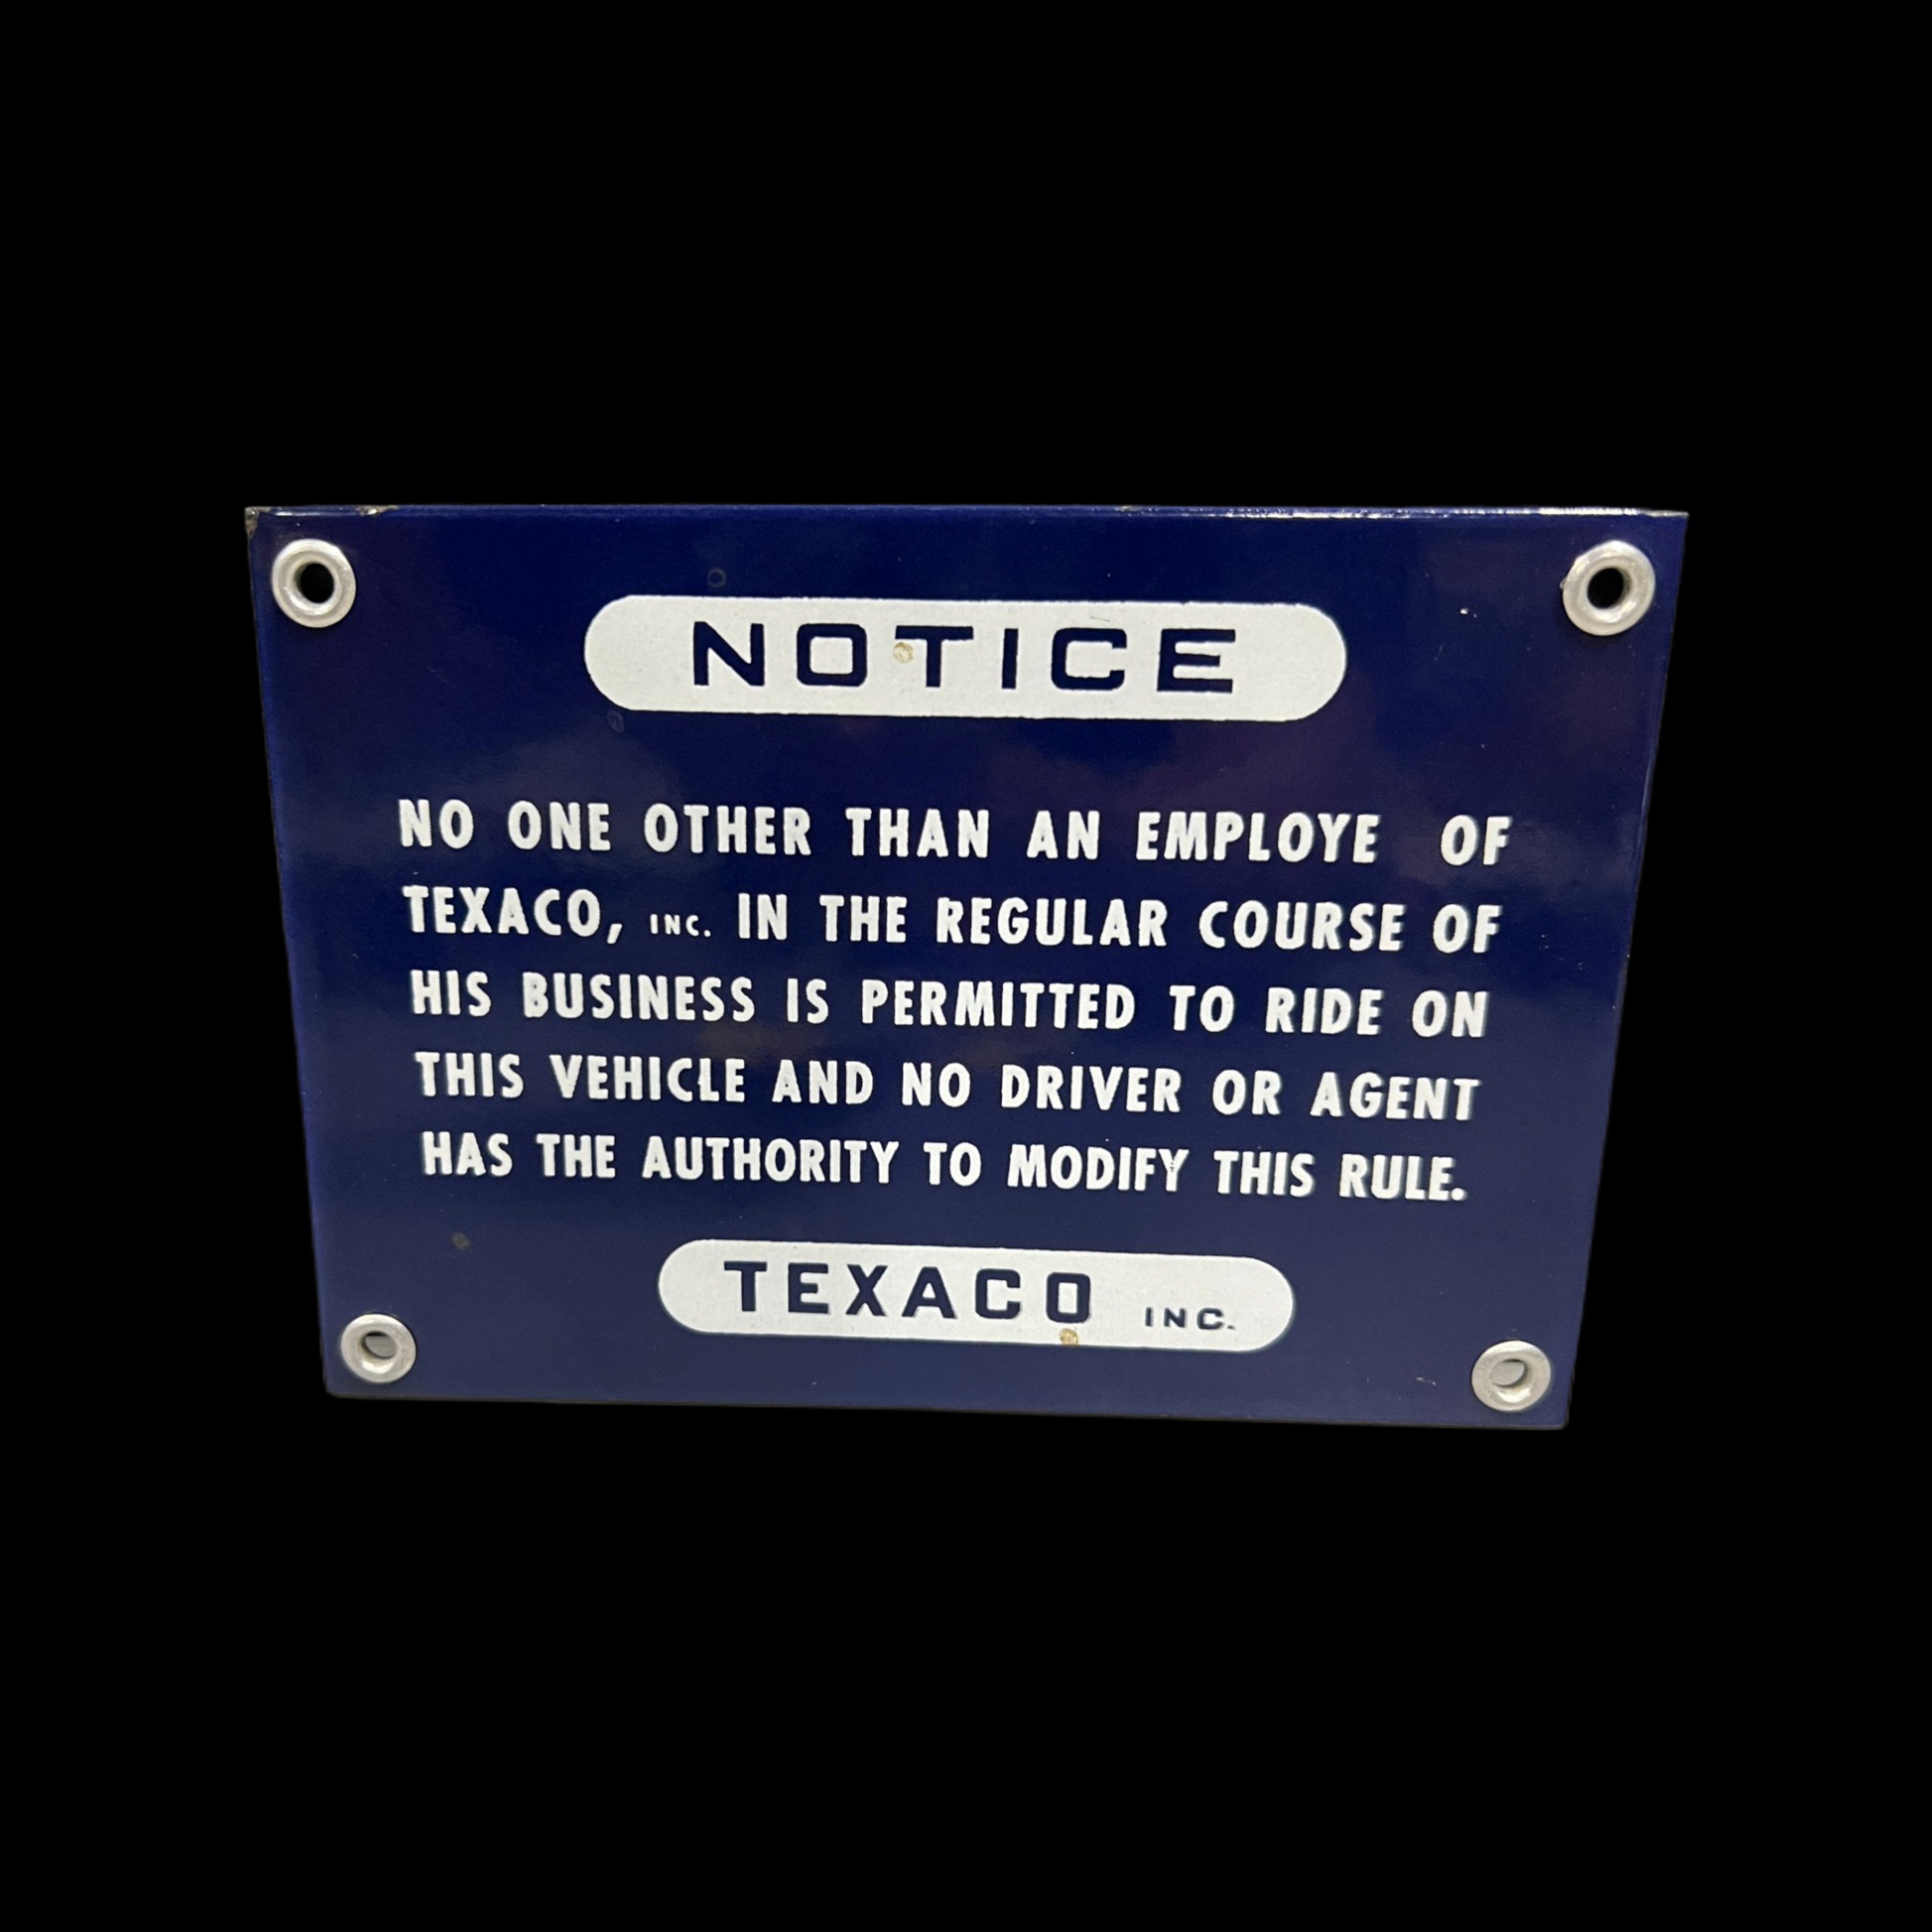 NOTICE
NO ONE OTHER THAN AN EMPLOYE OF
TEXACO, INC. IN THE REGULAR COURSE OF
HIS BUSINESS IS PERMITTED TO RIDE ON
THIS VEHICLE AND NO DRIVER OR AGENT
HAS THE AUTHORITY TO MODIFY THIS RULE.
TEXACO INC.